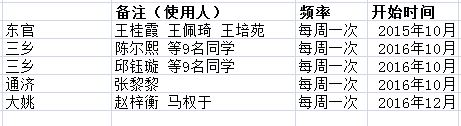 备注（使用人） 频率 开始时间
东官 王桂霞 王佩琦 王培苑 每周一次 2015年10月
三乡 陈尔熙 等9名同学 每周一次 2016年10月
三乡 邱钰璇 等9名同学 每周一次 2016年10月
通济 张黎黎 每周一次 2016年10月
大姚 赵梓衡 马权于 每周一次 2016年12月